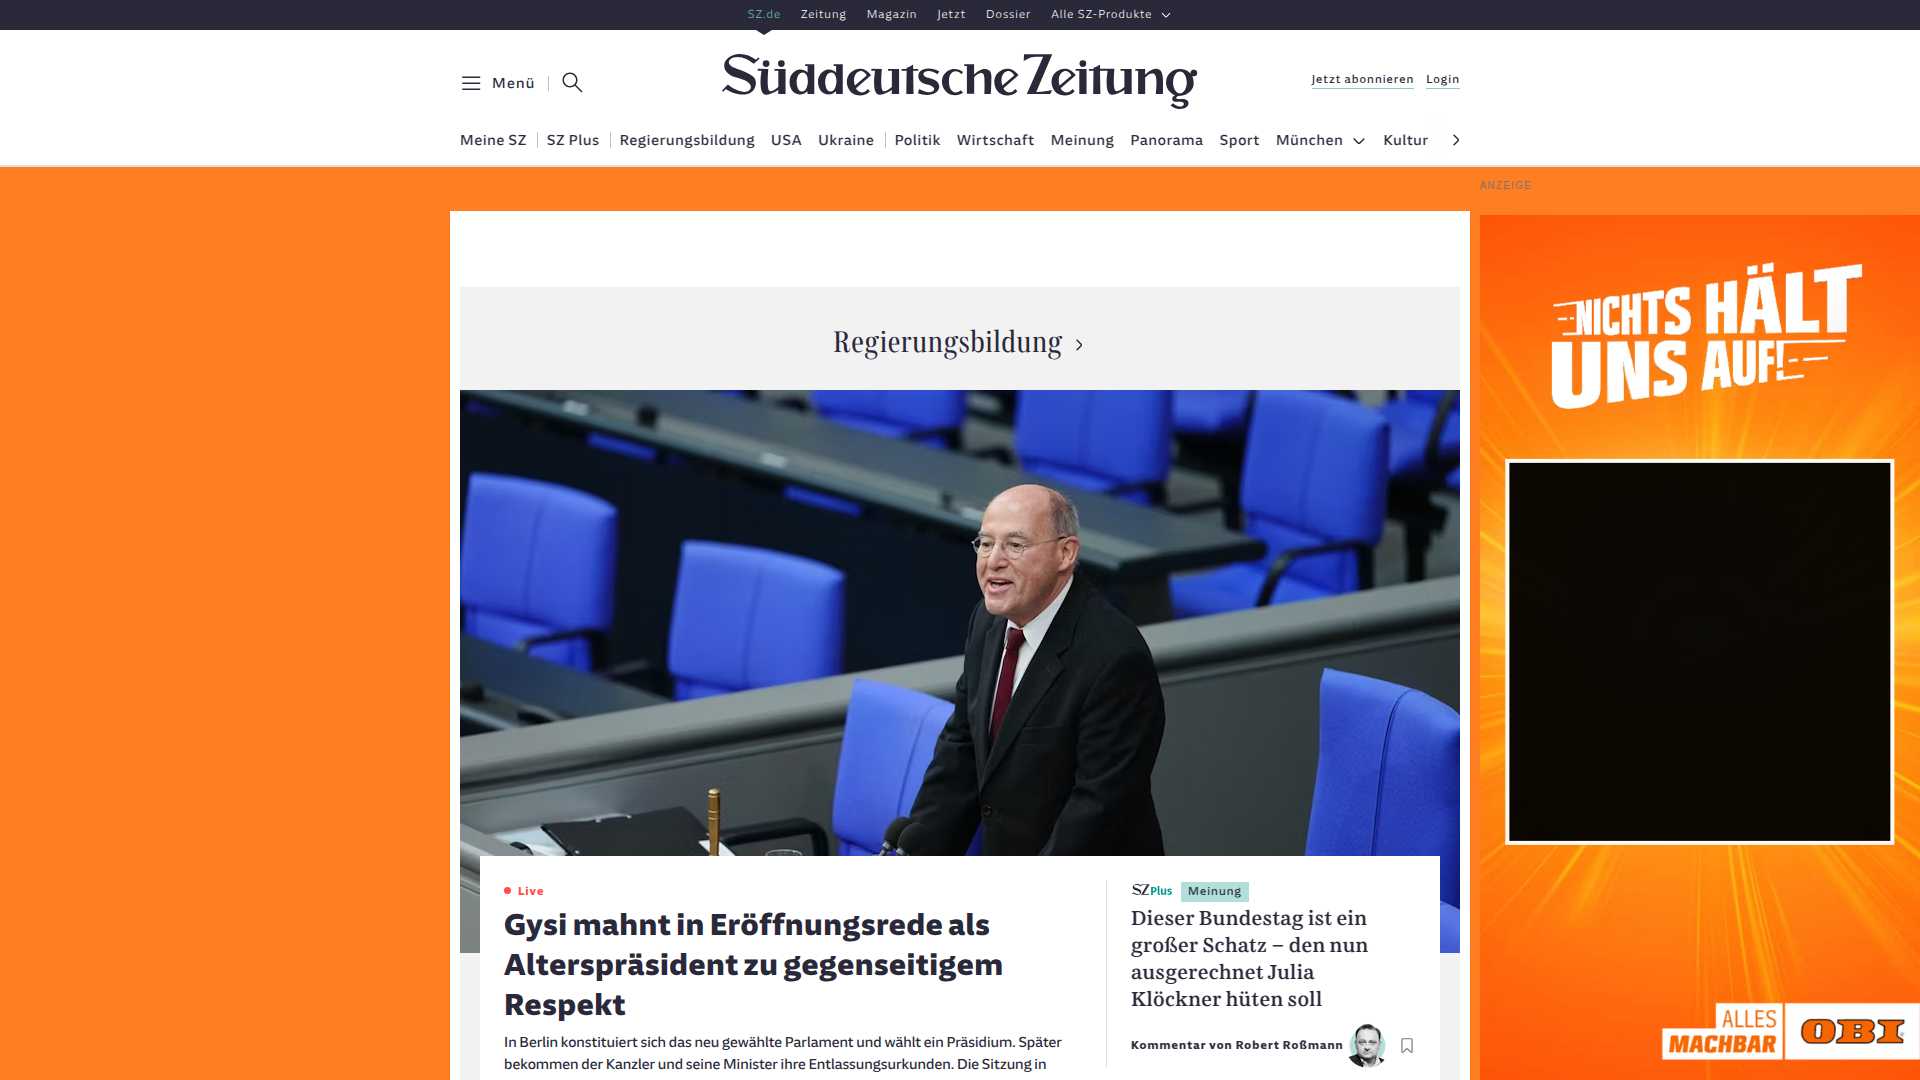 SZ.de Zeitung Magazin Jetzt Dossier Alle SZ-Produkte
Menü
Süddeutsche Zeitung
Jetzt abonnieren Login
Meine SZ SZ Plus Regierungsbildung USA Ukraine Politik Wirtschaft Meinung Panorama Sport München Kultur
ANZEIGE
NICHTS HÄLT
UNS AUF!
Regierungsbildung
Live
Gysi mahnt in Eröffnungsrede als
Alterspräsident zu gegenseitigem
Respekt
In Berlin konstituiert sich das neu gewählte Parlament und wählt ein Präsidium. Später
bekommen der Kanzler und seine Minister ihre Entlassungsurkunden. Die Sitzung in
SZ Plus Meinung
Dieser Bundestag ist ein
großer Schatz – den nun
ausgerechnet Julia
Klöckner hüten soll
Kommentar von Robert Roßmann
ALLES
MACHBAR
OBI